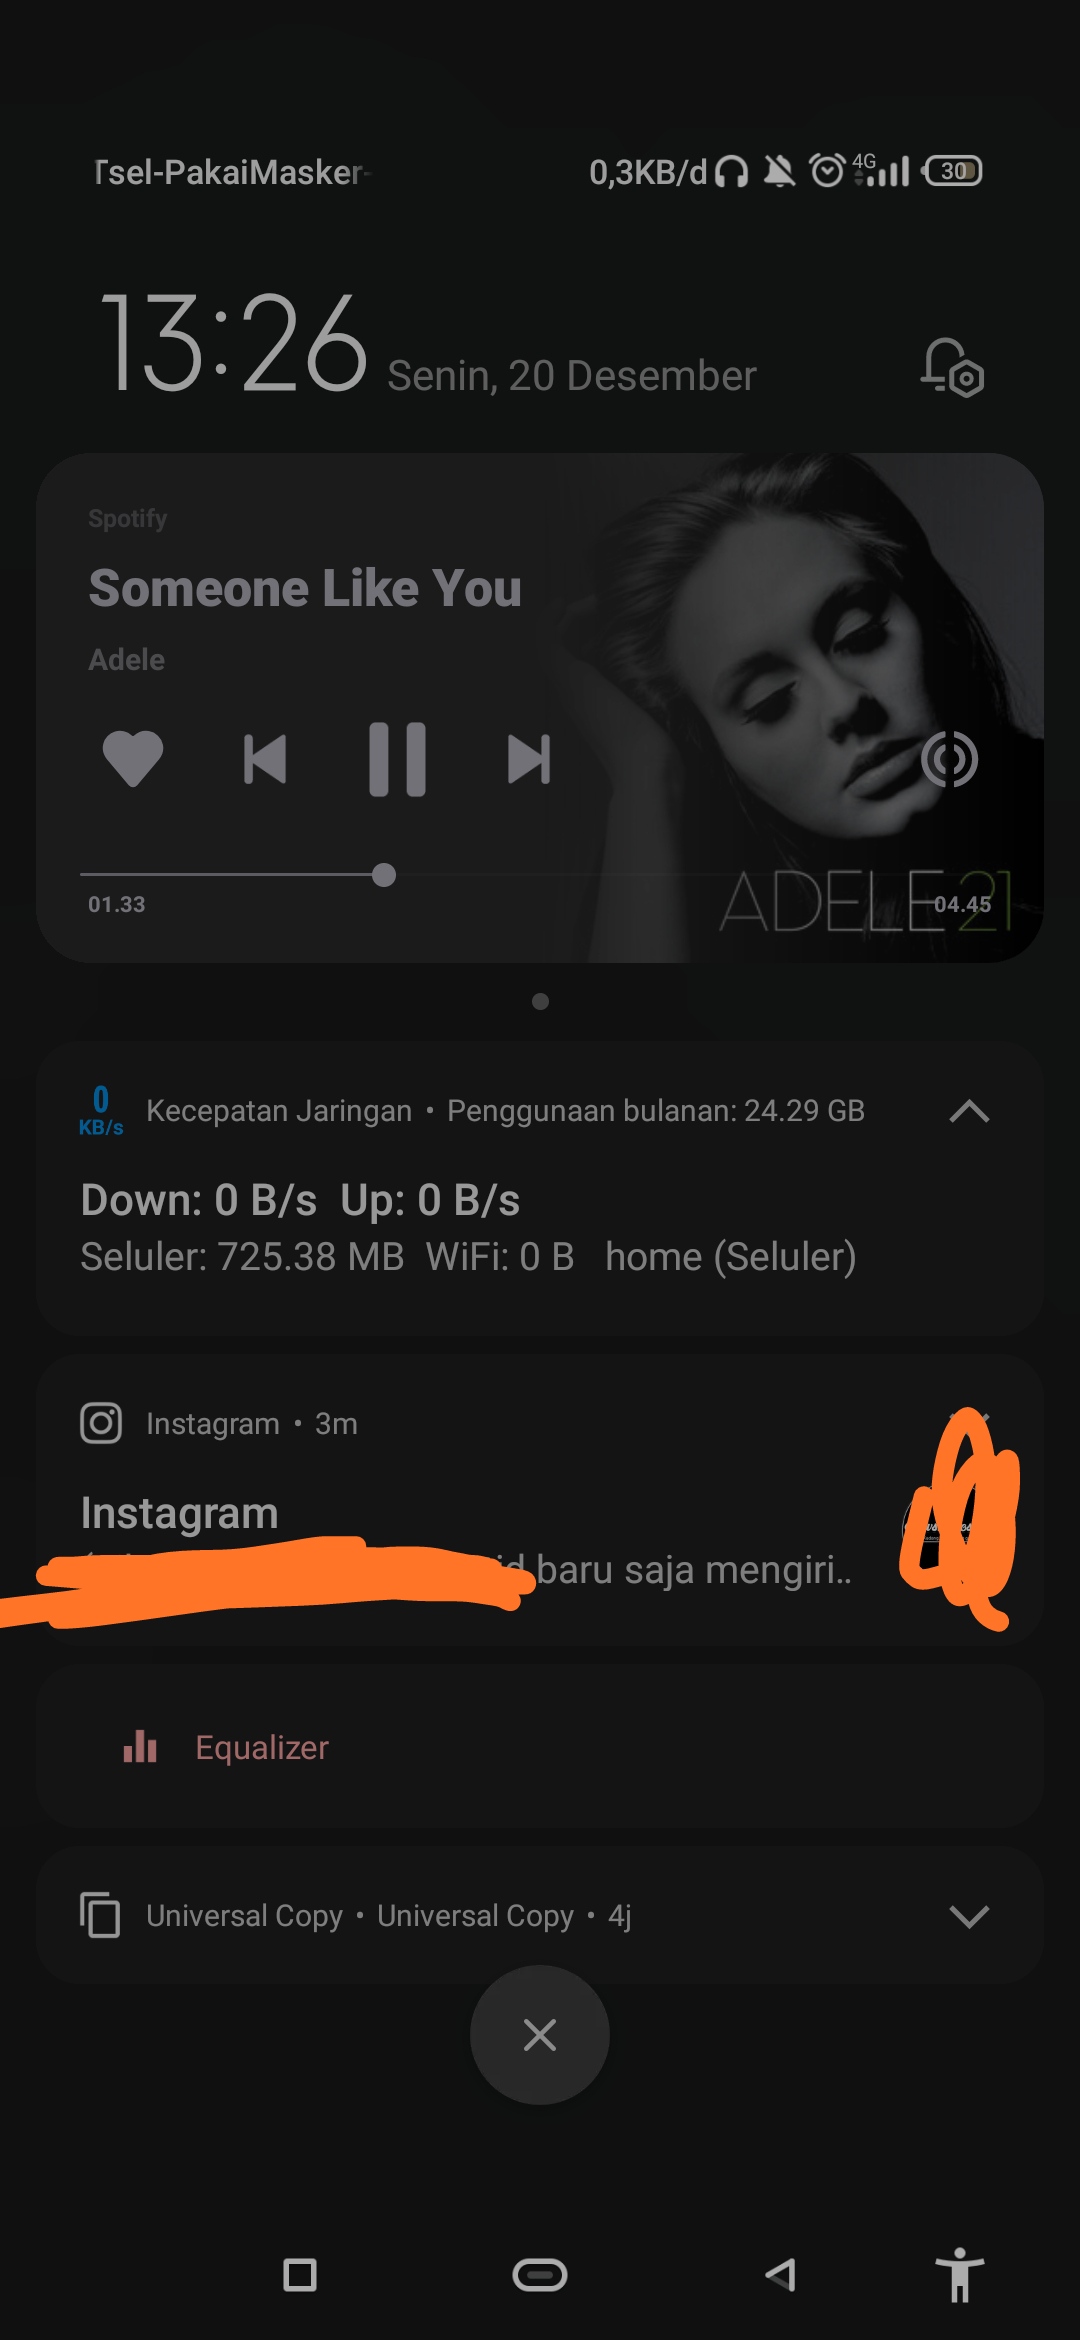 Tsel-PakaiMasker-
0,3KB/d 4G 30
13:26 Senin, 20 Desember
Spotify
Someone Like You
Adele
ADELE 21
01.33 04.45
0 KB/s Kecepatan Jaringan • Penggunaan bulanan: 24.29 GB
Down: 0 B/s Up: 0 B/s
Seluler: 725.38 MB WiFi: 0 B home (Seluler)
Instagram • 3m
Instagram
baru saja mengiri..
Equalizer
Universal Copy • Universal Copy • 4j